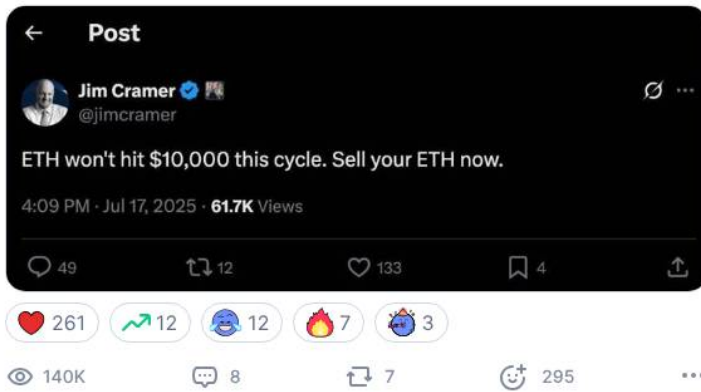 Post
Jim Cramer
@jimcramer
ETH won't hit $10,000 this cycle. Sell your ETH now.
4:09 PM · Jul 17, 2025 · 61.7K Views
49 12 133 4
261 12 12 7 3
140K 8 7 295